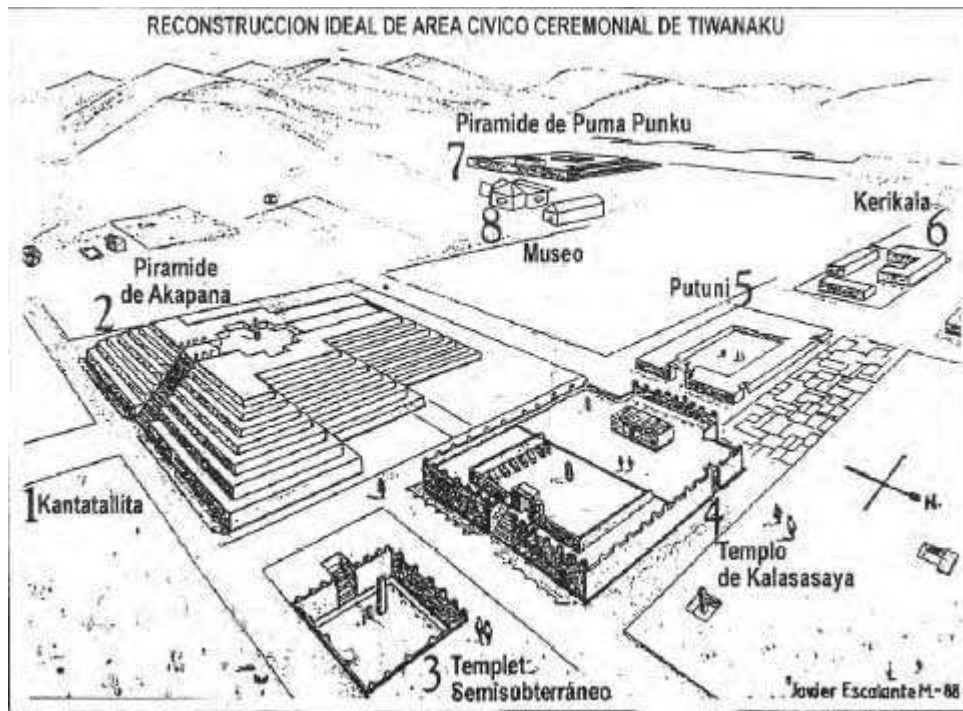 RECONSTRUCCION IDEAL DE AREA CIVICO CEREMONIAL DE TIWANAKU
Piramide de Puma Punku
7
8
Museo
Kerikala
6
Putuni 5
Piramide
de Akapana
2
1 Kantatallita
4
Templo
de Kalasasaya
N.
3 Templet
Semisubterráneo
Javier Escalante M.-88